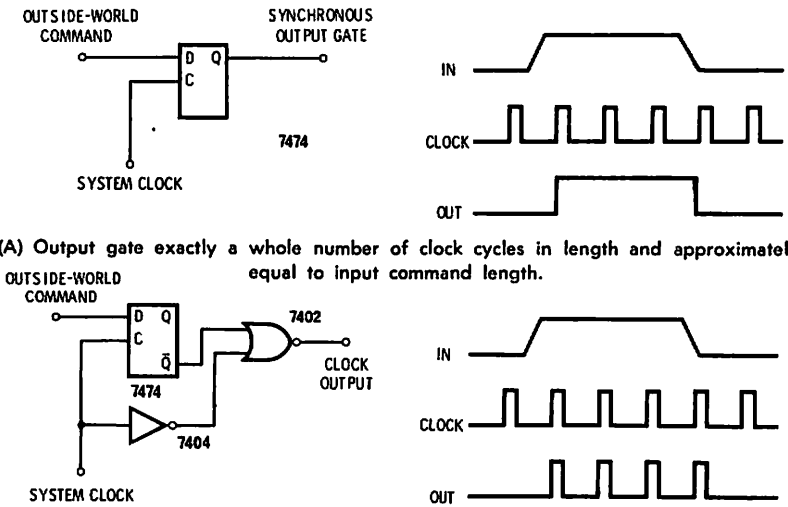 OUTSIDE-WORLD
COMMAND
SYNCHRONOUS
OUTPUT GATE
D Q
C
7474
SYSTEM CLOCK
IN
CLOCK
OUT
(A) Output gate exactly a whole number of clock cycles in length and approximatel
equal to input command length.
OUTSIDE-WORLD
COMMAND
D Q
C
Q̅
7474
7404
7402
CLOCK
OUTPUT
SYSTEM CLOCK
IN
CLOCK
OUT